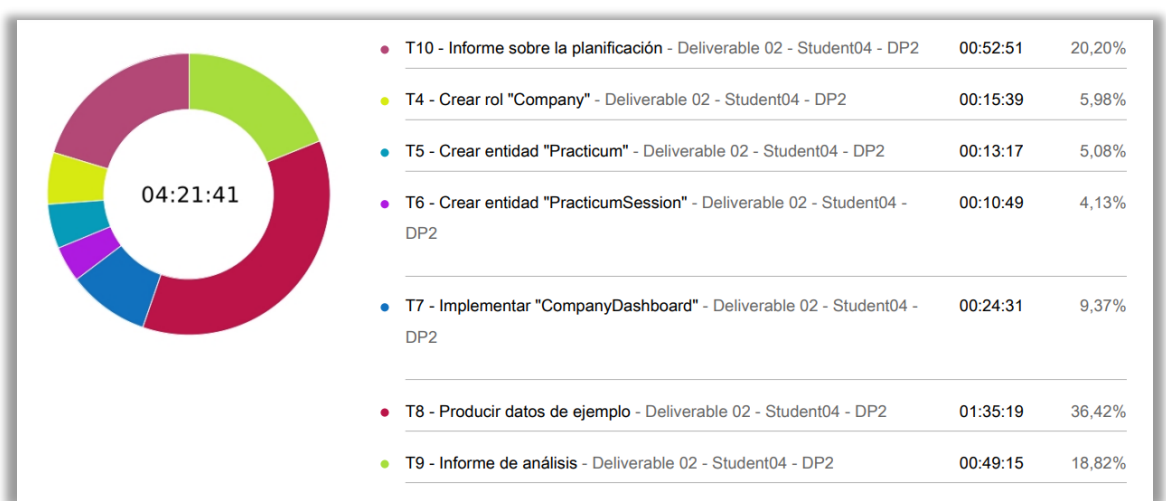 T10 - Informe sobre la planificación - Deliverable 02 - Student04 - DP2 00:52:51 20,20%
T4 - Crear rol "Company" - Deliverable 02 - Student04 - DP2 00:15:39 5,98%
T5 - Crear entidad "Practicum" - Deliverable 02 - Student04 - DP2 00:13:17 5,08%
04:21:41
T6 - Crear entidad "PracticumSession" - Deliverable 02 - Student04 - 00:10:49 4,13%
DP2
T7 - Implementar "CompanyDashboard" - Deliverable 02 - Student04 - 00:24:31 9,37%
DP2
T8 - Producir datos de ejemplo - Deliverable 02 - Student04 - DP2 01:35:19 36,42%
T9 - Informe de análisis - Deliverable 02 - Student04 - DP2 00:49:15 18,82%